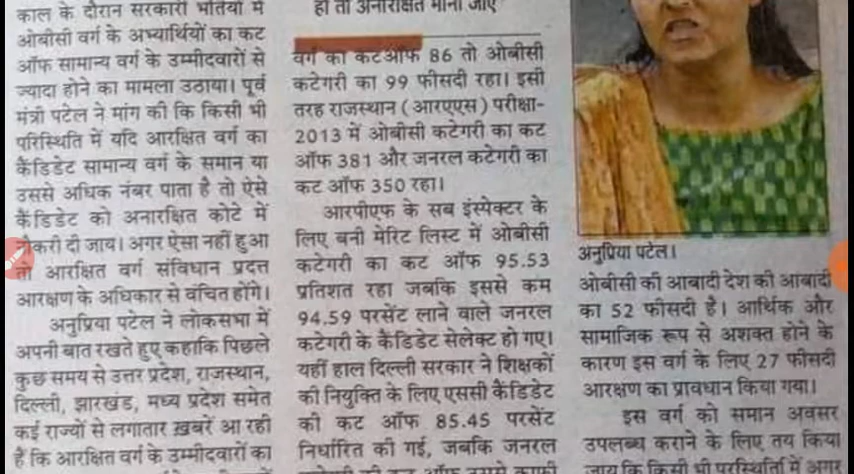 काल के दौरान सरकारी भर्तियों में
ओबीसी वर्ग के अभ्यार्थियों का कट
ऑफ सामान्य वर्ग के उम्मीदवारों से
ज्यादा होने का मामला उठाया। पूर्व
मंत्री पटेल ने मांग की कि किसी भी
परिस्थिति में यदि आरक्षित वर्ग का
कैंडिडेट सामान्य वर्ग के समान या
उससे अधिक नंबर पाता है तो ऐसे
कैंडिडेट को अनारक्षित कोटे में
नौकरी दी जाय। अगर ऐसा नहीं हुआ
तो आरक्षित वर्ग संविधान प्रदत्त
आरक्षण के अधिकार से वंचित होंगे।
अनुप्रिया पटेल ने लोकसभा में
अपनी बात रखते हुए कहाकि पिछले
कुछ समय से उत्तर प्रदेश, राजस्थान,
दिल्ली, झारखंड, मध्य प्रदेश समेत
कई राज्यों से लगातार ख़बरें आ रही
हैं कि आरक्षित वर्ग के उम्मीदवारों का
हो तो अनारक्षित माना जाए
वर्ग का कटऑफ 86 तो ओबीसी
कटेगरी का 99 फीसदी रहा। इसी
तरह राजस्थान (आरएएस) परीक्षा-
2013 में ओबीसी कटेगरी का कट
ऑफ 381 और जनरल कटेगरी का
कट ऑफ 350 रहा।
आरपीएफ के सब इंस्पेक्टर के
लिए बनी मेरिट लिस्ट में ओबीसी
कटेगरी का कट ऑफ 95.53
प्रतिशत रहा जबकि इससे कम
94.59 परसेंट लाने वाले जनरल
कटेगरी के कैंडिडेट सेलेक्ट हो गए।
यहीं हाल दिल्ली सरकार ने शिक्षकों
की नियुक्ति के लिए एससी कैंडिडेट
की कट ऑफ 85.45 परसेंट
निर्धारित की गई, जबकि जनरल
अनुप्रिया पटेल।
ओबीसी की आबादी देश की आबादी
का 52 फीसदी है। आर्थिक और
सामाजिक रूप से अशक्त होने के
कारण इस वर्ग के लिए 27 फीसदी
आरक्षण का प्रावधान किया गया।
इस वर्ग को समान अवसर
उपलब्ध कराने के लिए तय किया
जाय कि किसी भी परिस्थिति में अगर